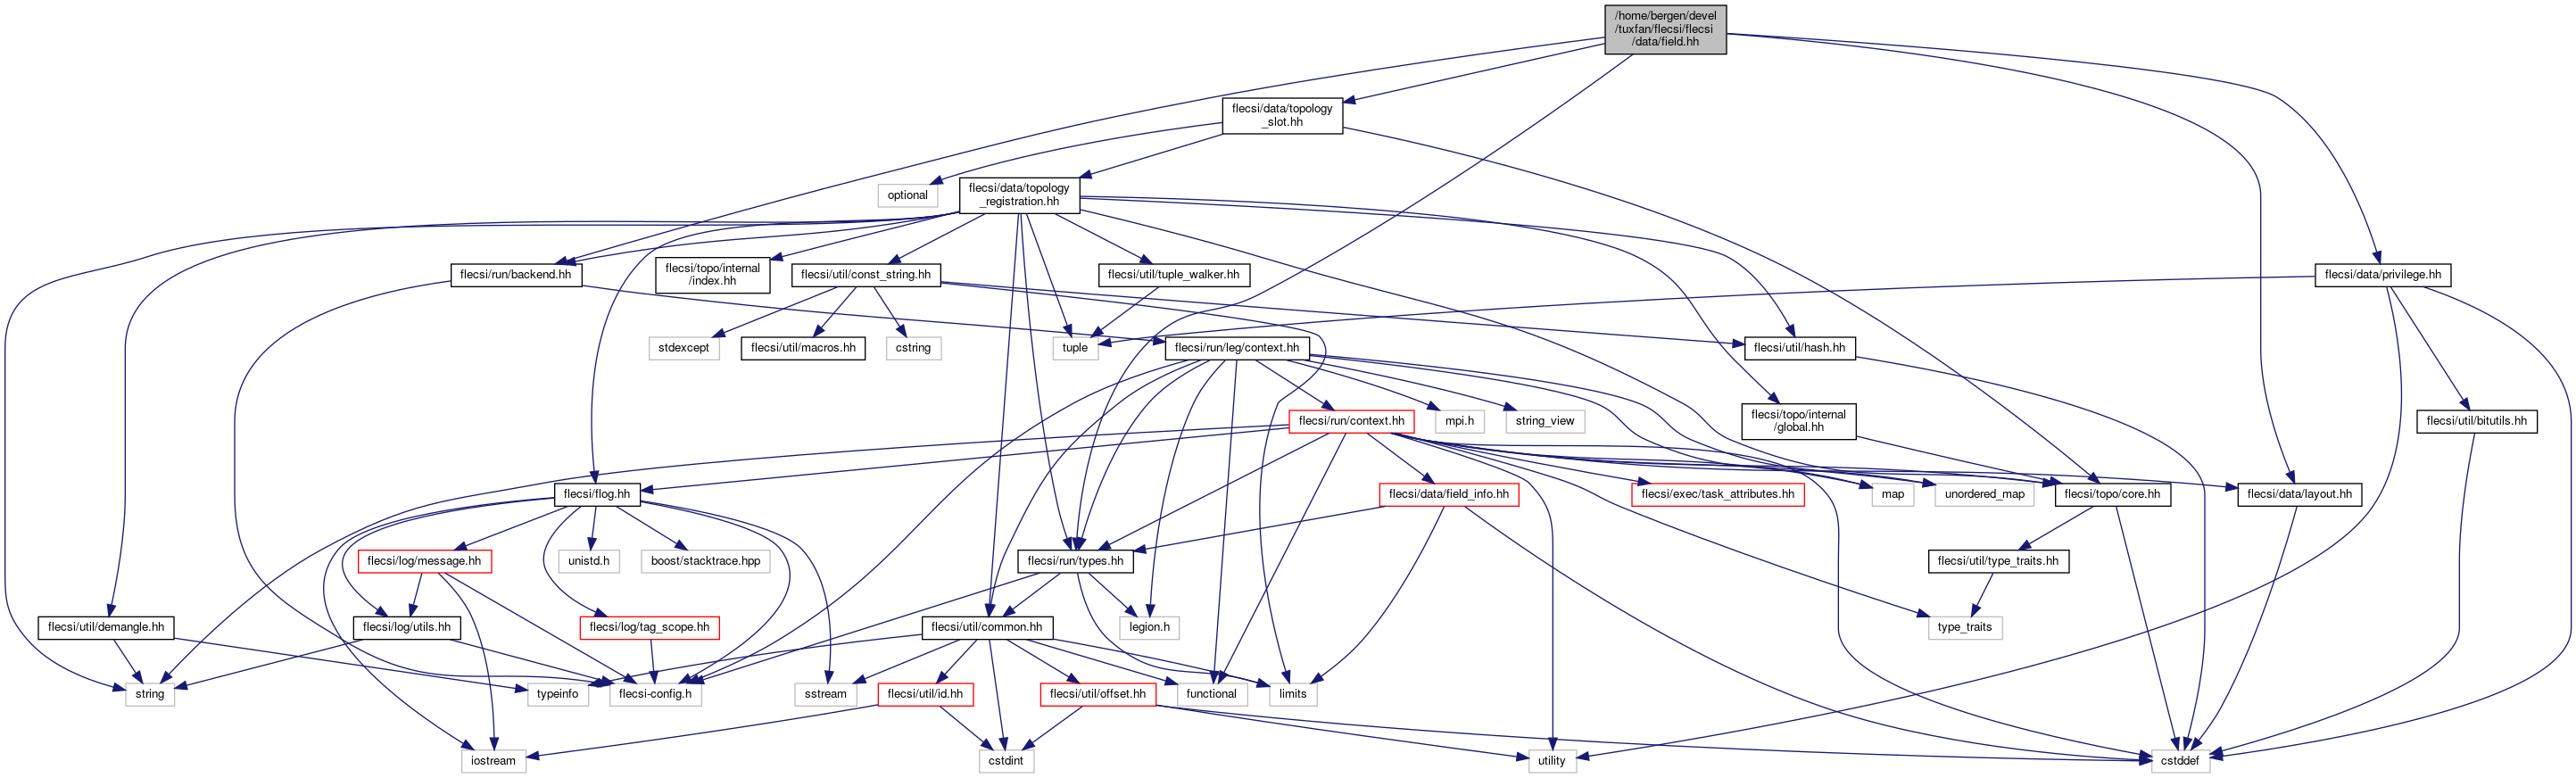 /home/bergen/devel
/tuxfan/flecsi/flecsi
/data/field.hh
flecsi/data/topology
_slot.hh
optional
flecsi/data/topology
_registration.hh
flecsi/run/backend.hh
flecsi/topo/internal
/index.hh
flecsi/util/const_string.hh
flecsi/util/tuple_walker.hh
flecsi/data/privilege.hh
stdexcept
flecsi/util/macros.hh
cstring
tuple
flecsi/run/leg/context.hh
flecsi/util/hash.hh
flecsi/run/context.hh
mpi.h
string_view
flecsi/topo/internal
/global.hh
flecsi/util/bitutils.hh
flecsi/flog.hh
flecsi/data/field_info.hh
flecsi/exec/task_attributes.hh
map
unordered_map
flecsi/topo/core.hh
flecsi/data/layout.hh
flecsi/log/message.hh
unistd.h
boost/stacktrace.hpp
flecsi/run/types.hh
flecsi/util/type_traits.hh
flecsi/util/demangle.hh
flecsi/log/utils.hh
flecsi/log/tag_scope.hh
flecsi/util/common.hh
legion.h
type_traits
string
typeinfo
flecsi-config.h
sstream
flecsi/util/id.hh
flecsi/util/offset.hh
functional
limits
iostream
cstdint
utility
cstddef